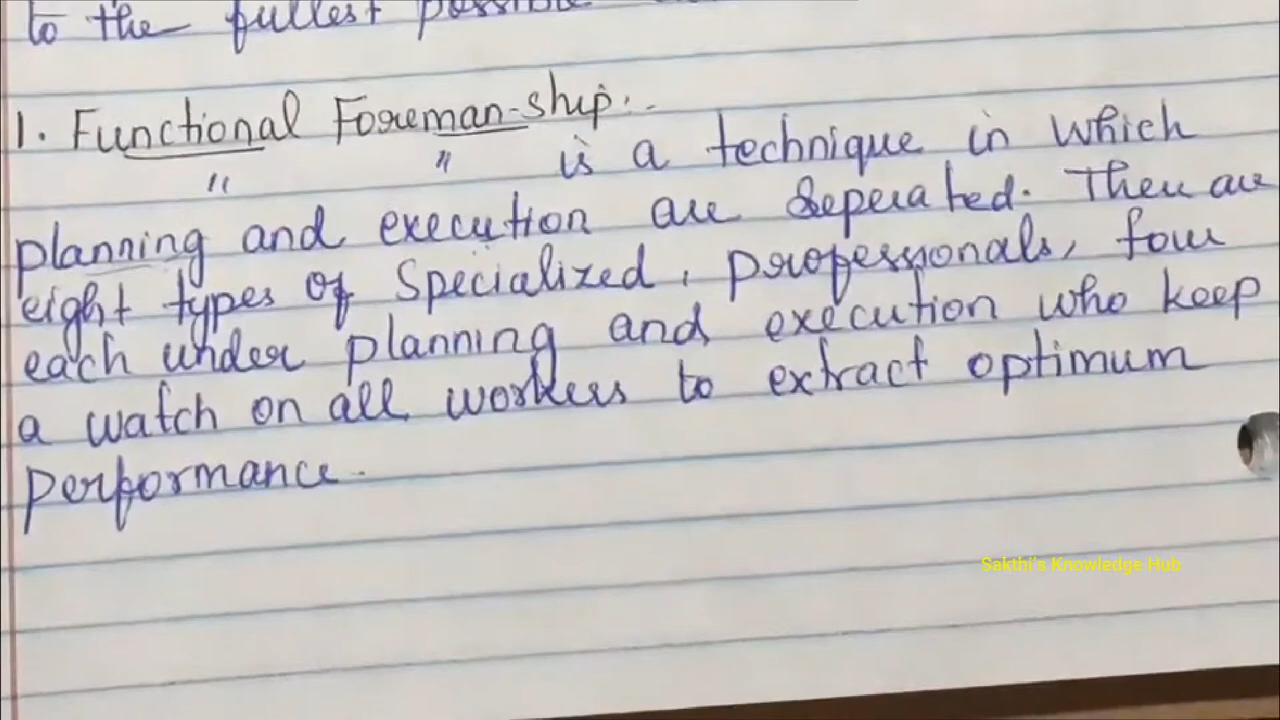 to the fullest possible
1. Functional Foreman-ship:-
" " is a technique in which
planning and execution are Seperated. There are
eight types of Specialized, professionals, four
each under planning and execution who keep
a watch on all workers to extract optimum
performance.
Sakthi's Knowledge Hub